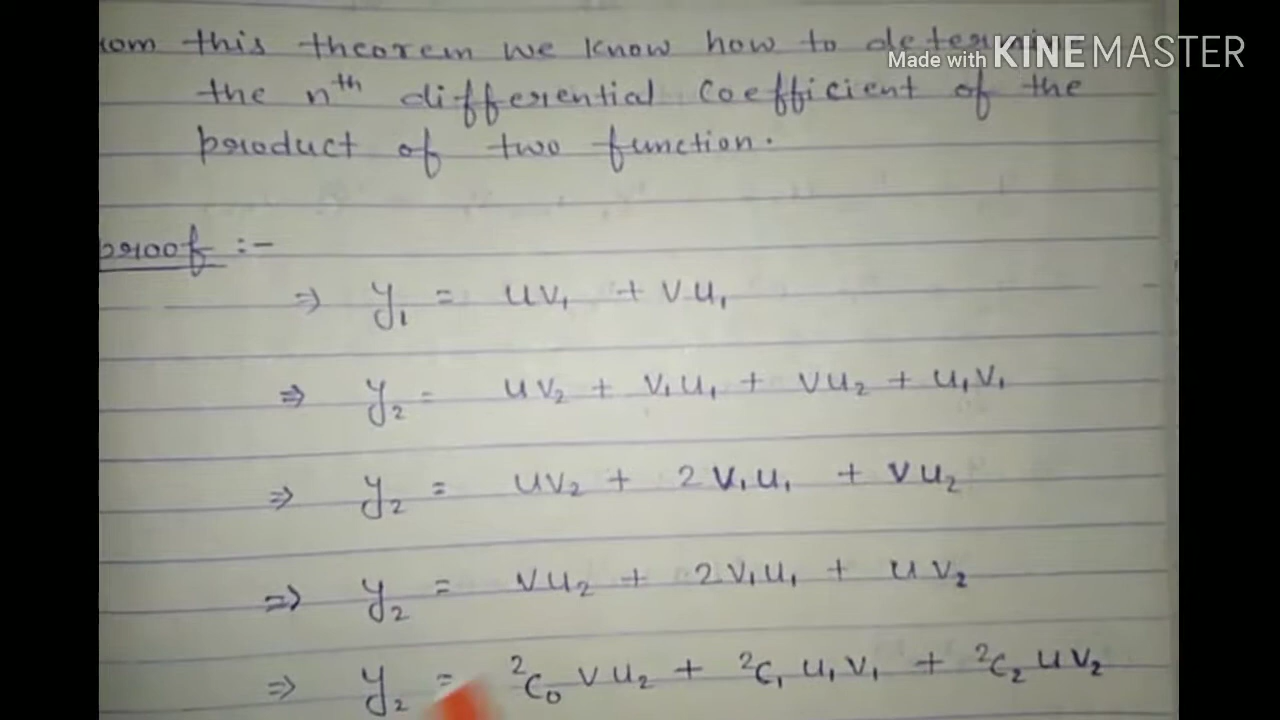 this theorem we know how to
Made with KINEMASTER
the nᵗʰ differential coefficient of the
product of two function.
proof :-
⇒ y₁ = uv₁ + vu₁
⇒ y₂ = uv₂ + v₁u₁ + vu₂ + u₁v₁
⇒ y₂ = uv₂ + 2v₁u₁ + vu₂
⇒ y₂ = vu₂ + 2v₁u₁ + uv₂
⇒ y₂ = ²C₀ vu₂ + ²C₁ u₁v₁ + ²C₂ uv₂